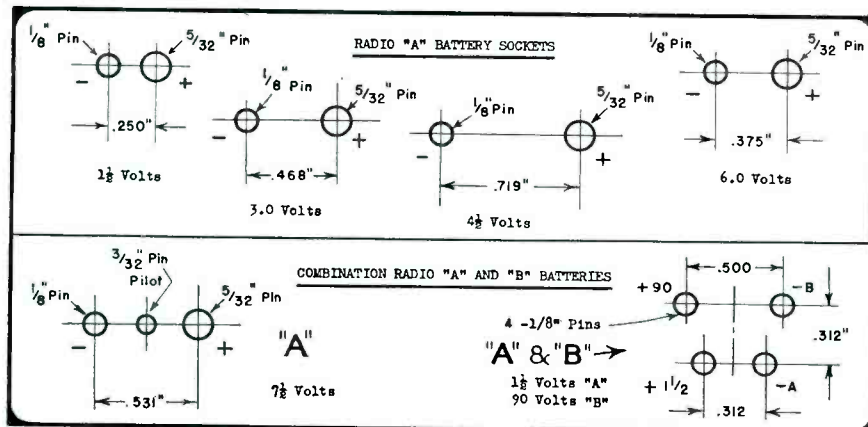 RADIO "A" BATTERY SOCKETS
1/8" Pin
5/32" Pin
-
+
.250"
1½ Volts
1/8" Pin
5/32" Pin
-
+
.468"
3.0 Volts
1/8" Pin
5/32" Pin
-
+
.719"
4½ Volts
1/8" Pin
5/32" Pin
-
+
.375"
6.0 Volts
COMBINATION RADIO "A" AND "B" BATTERIES
3/32" Pin
Pilot
1/8" Pin
5/32" Pin
-
+
.531"
"A"
7½ Volts
4 -1/8" Pins
"A" & "B"
1½ Volts "A"
90 Volts "B"
.500
+90
-B
.312"
+ 1 1/2
-A
.312